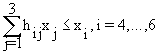 ∑_{j=1}^{3} h_{ij} x_j ≤ x_i, i = 4,...,6